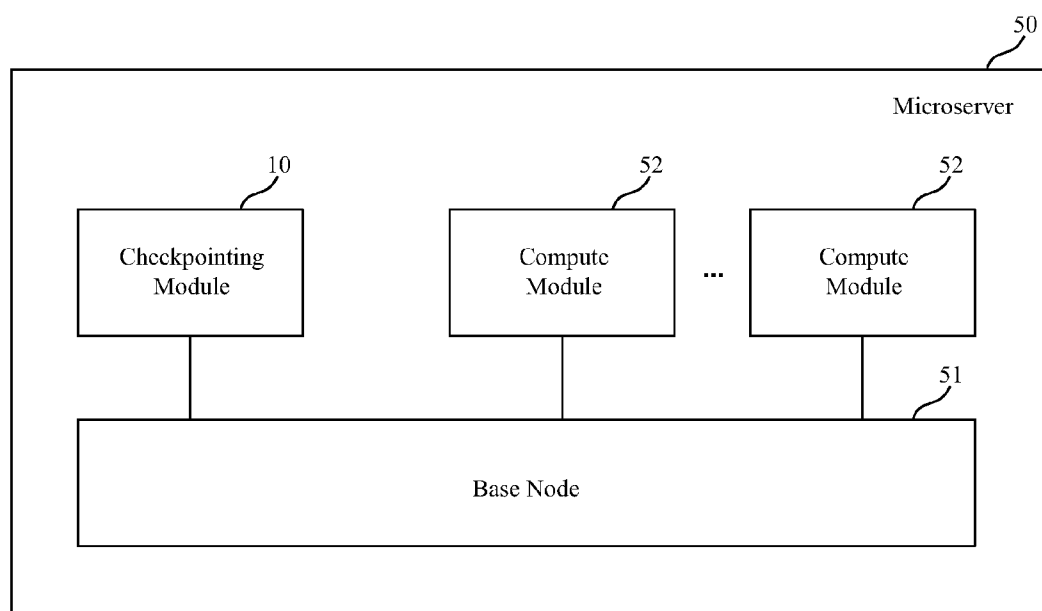 50
Microserver
10
52
52
Checkpointing
Module
Compute
Module
...
Compute
Module
51
Base Node